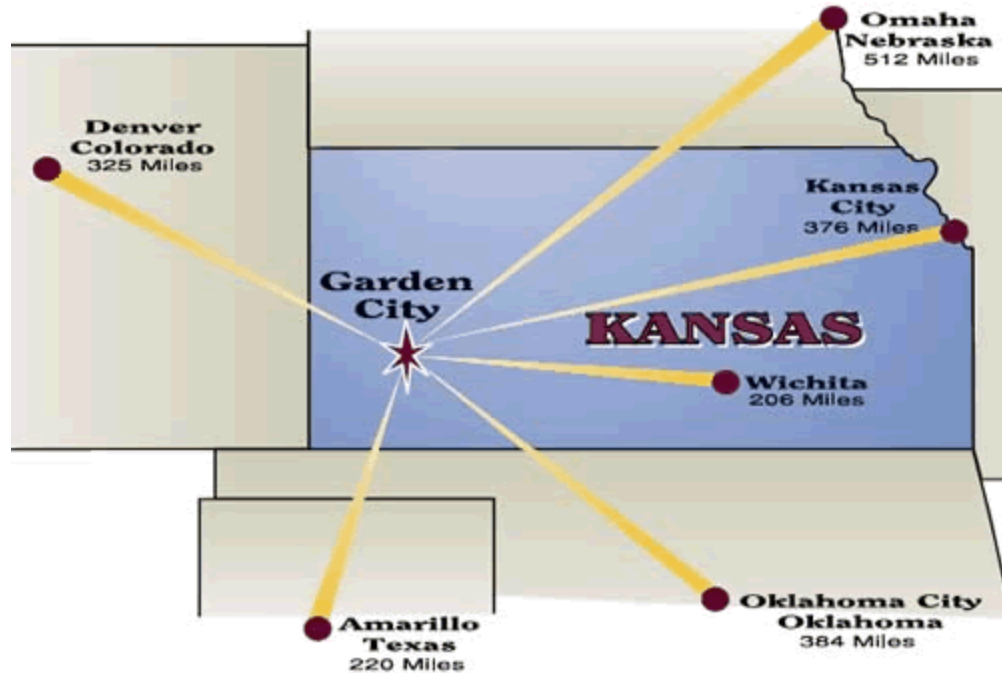 Omaha
Nebraska
512 Miles
Denver
Colorado
325 Miles
Kansas
City
376 Miles
Garden
City
KANSAS
Wichita
206 Miles
Oklahoma City
Oklahoma
384 Miles
Amarillo
Texas
220 Miles